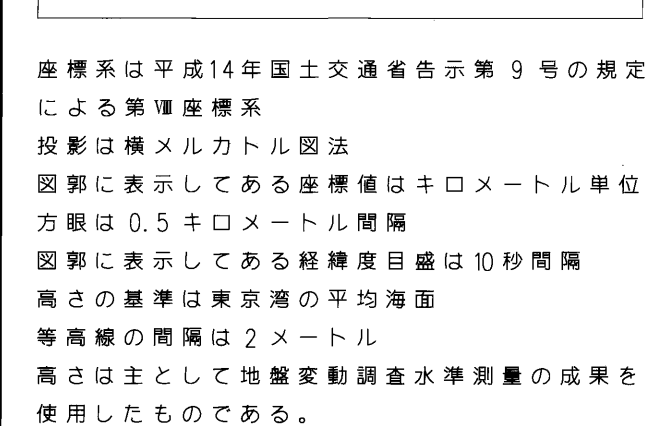 座標系は平成14年国土交通省告示第 9 号の規定
による第Ⅷ座標系
投影は横メルカトル図法
図郭に表示してある座標値はキロメートル単位
方眼は 0.5 キロメートル間隔
図郭に表示してある経緯度目盛は10秒間隔
高さの基準は東京湾の平均海面
等高線の間隔は 2 メートル
高さは主として地盤変動調査水準測量の成果を
使用したものである。